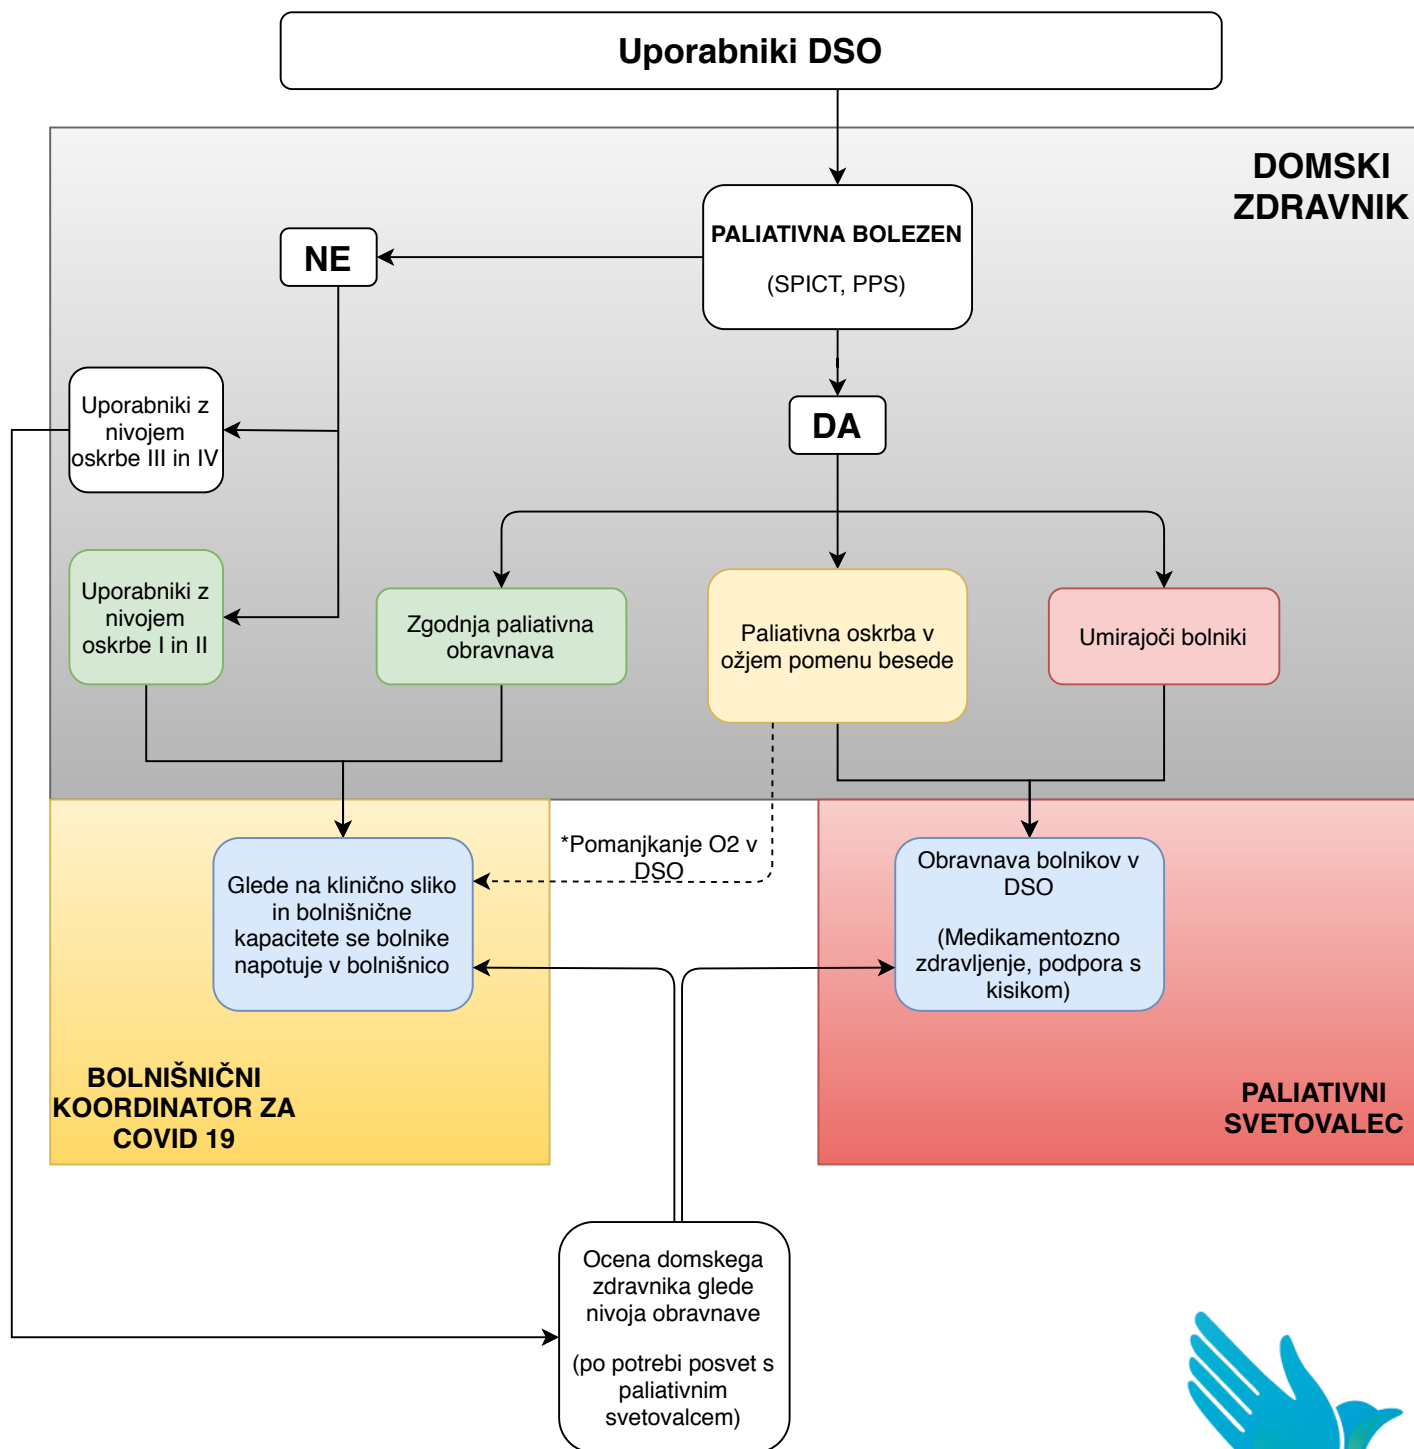 Uporabniki DSO
DOMSKI
ZDRAVNIK
PALIATIVNA BOLEZEN
(SPICT, PPS)
NE
DA
Uporabniki z
nivojem
oskrbe III in IV
Uporabniki z
nivojem
oskrbe I in II
Zgodnja paliativna
obravnava
Paliativna oskrba v
ožjem pomenu besede
Umirajoči bolniki
*Pomanjkanje O2 v
DSO
Glede na klinično sliko
in bolnišnične
kapacitete se bolnike
napotuje v bolnišnico
Obravnava bolnikov v
DSO
(Medikamentozno
zdravljenje, podpora s
kisikom)
BOLNIŠNIČNI
KOORDINATOR ZA
COVID 19
PALIATIVNI
SVETOVALEC
Ocena domskega
zdravnika glede
nivoja obravnave
(po potrebi posvet s
paliativnim
svetovalcem)